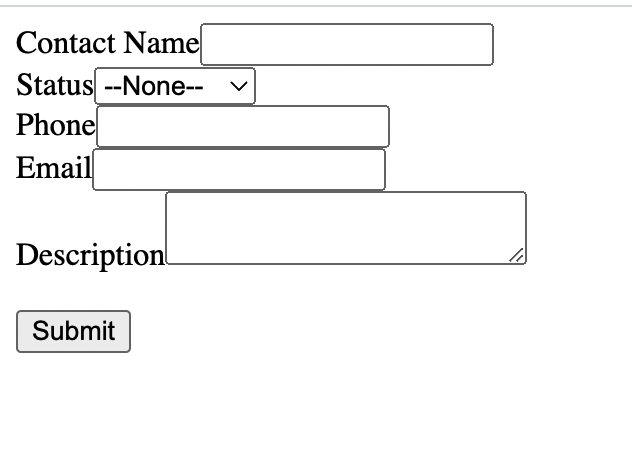 Contact Name
Status --None--
Phone
Email
Description
Submit